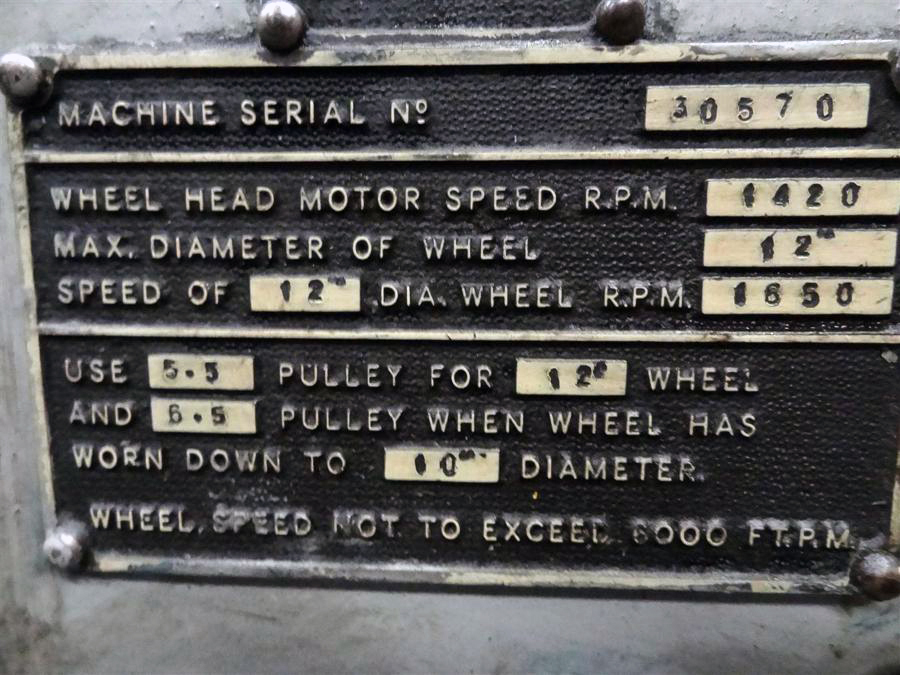 MACHINE SERIAL Nº 30570
WHEEL HEAD MOTOR SPEED R.P.M. 1420
MAX. DIAMETER OF WHEEL 12"
SPEED OF 12" DIA. WHEEL R.P.M. 1650
USE 5.5 PULLEY FOR 12" WHEEL
AND 6.5 PULLEY WHEN WHEEL HAS
WORN DOWN TO 10" DIAMETER.
WHEEL SPEED NOT TO EXCEED 6000 FT.P.M.